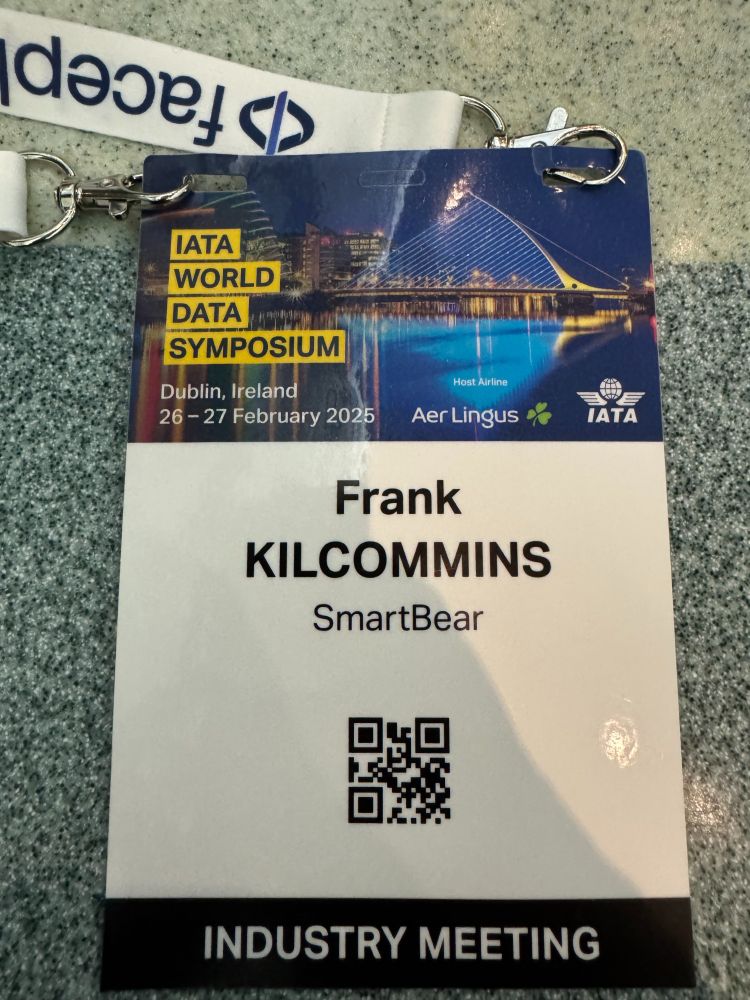 facepl
IATA
WORLD
DATA
SYMPOSIUM
Dublin, Ireland
26 – 27 February 2025
Host Airline
Aer Lingus
IATA
Frank
KILCOMMINS
SmartBear
INDUSTRY MEETING